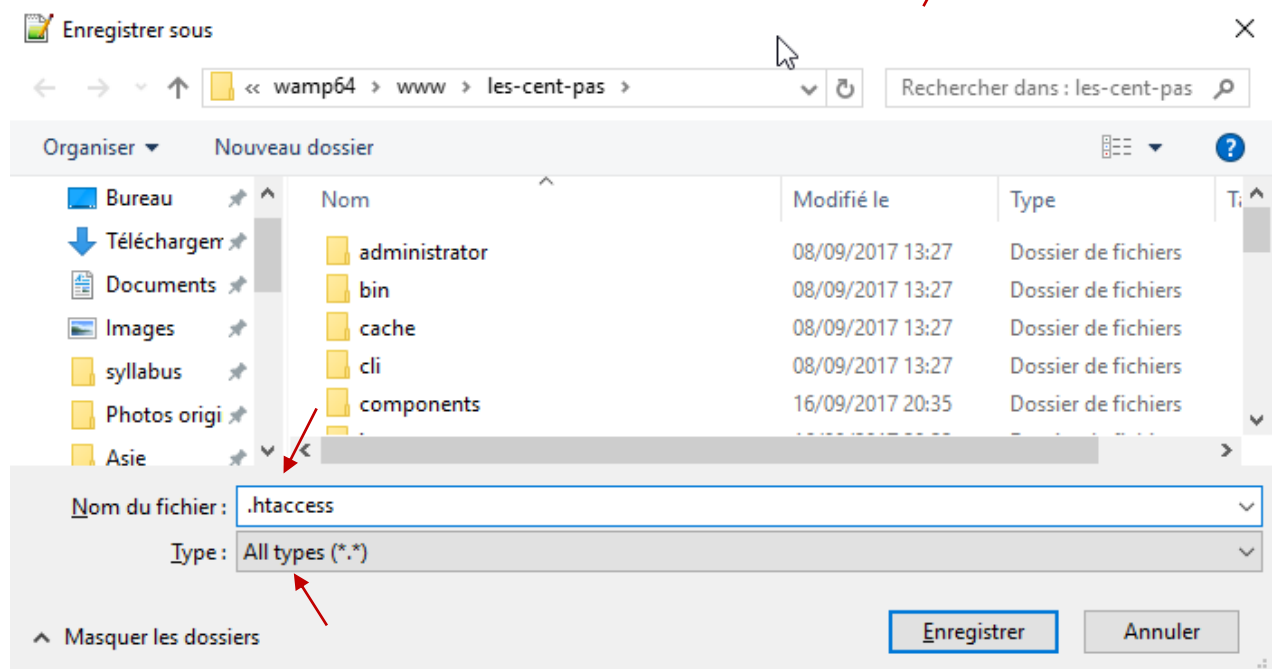 Enregistrer sous
« wamp64 > www > les-cent-pas >
Rechercher dans : les-cent-pas
Organiser
Nouveau dossier
?
Nom Modifié le Type
Bureau
Téléchargem
Documents
Images
syllabus
Photos origi
Asie
administrator 08/09/2017 13:27 Dossier de fichiers
bin 08/09/2017 13:27 Dossier de fichiers
cache 08/09/2017 13:27 Dossier de fichiers
cli 08/09/2017 13:27 Dossier de fichiers
components 16/09/2017 20:35 Dossier de fichiers
Nom du fichier : .htaccess
Type : All types (*.*)
Masquer les dossiers
Enregistrer
Annuler